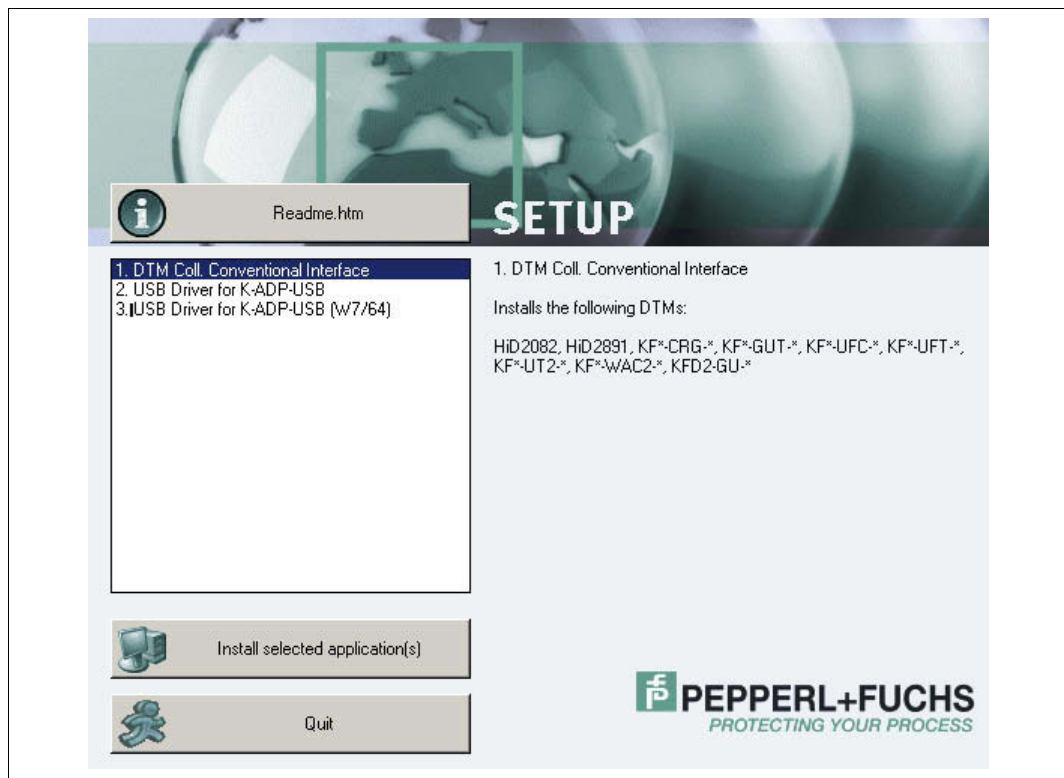 Readme.htm
SETUP
1. DTM Coll. Conventional Interface
2. USB Driver for K-ADP-USB
3. USB Driver for K-ADP-USB (W7/64)
1. DTM Coll. Conventional Interface
Installs the following DTMs:
HiD2082, HiD2891, KF*-CRG-*, KF*-GUT-*, KF*-UFC-*, KF*-UFT-*,
KF*-UT2-*, KF*-WAC2-*, KFD2-GU-*
Install selected application(s)
Quit
PEPPERL+FUCHS
PROTECTING YOUR PROCESS